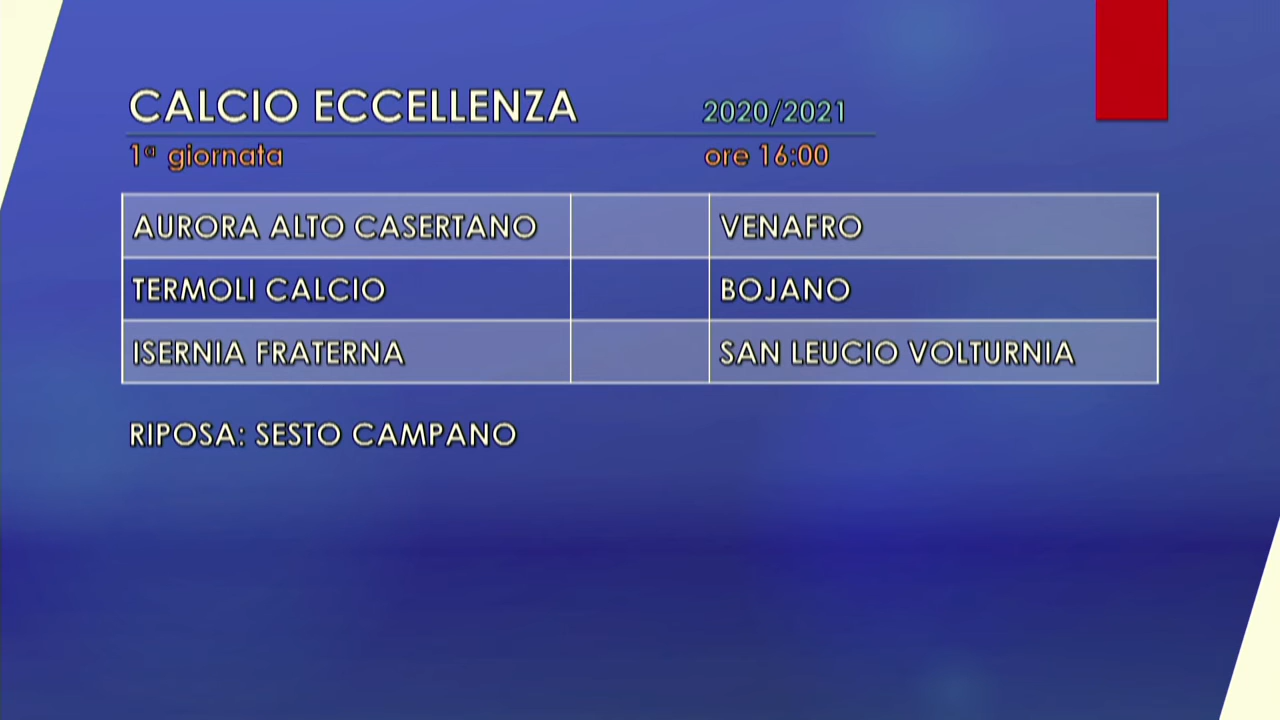 CALCIO ECCELLENZA 2020/2021
1ª giornata ore 16:00
AURORA ALTO CASERTANO VENAFRO
TERMOLI CALCIO BOJANO
ISERNIA FRATERNA SAN LEUCIO VOLTURNIA
RIPOSA: SESTO CAMPANO